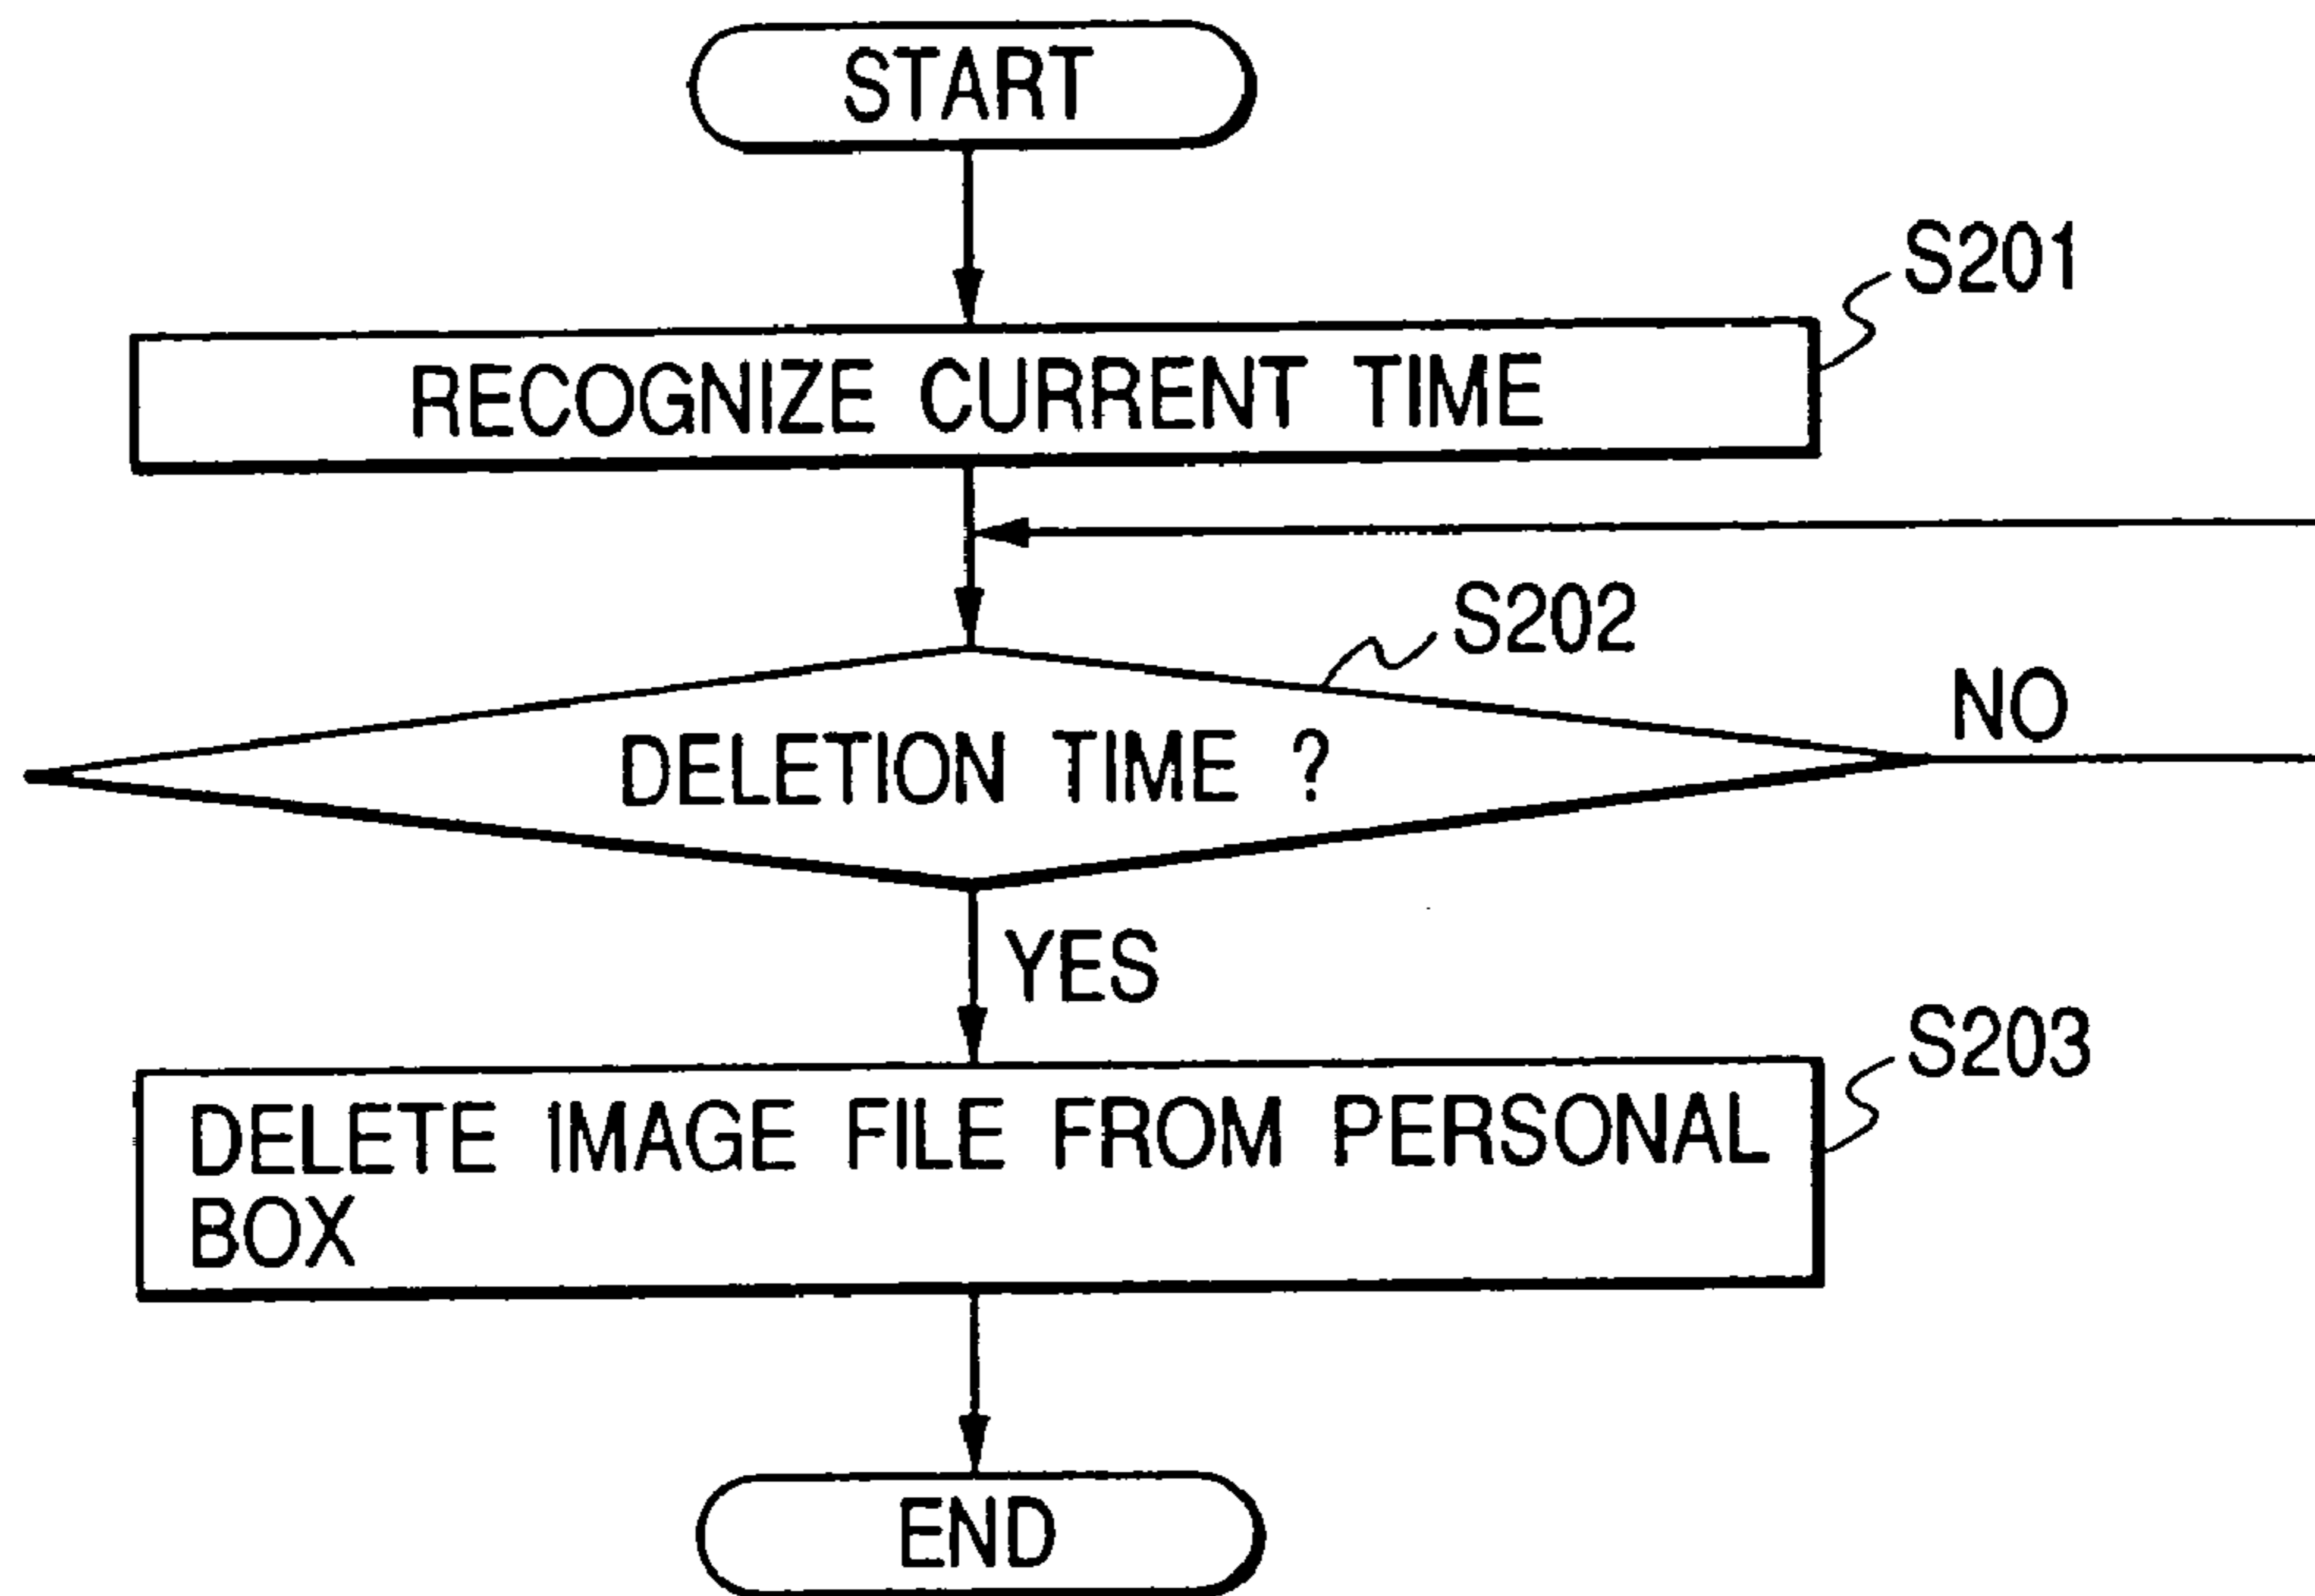 START
S201
RECOGNIZE CURRENT TIME
S202
NO
DELETION TIME ?
YES
S203
DELETE IMAGE FILE FROM PERSONAL
BOX
END